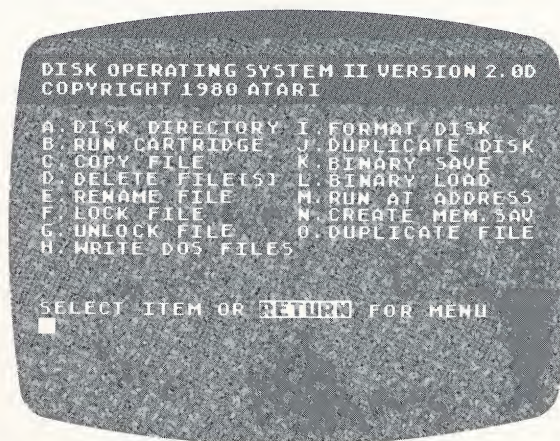 DISK OPERATING SYSTEM II VERSION 2.0D
COPYRIGHT 1980 ATARI
A. DISK DIRECTORY I. FORMAT DISK
B. RUN CARTRIDGE J. DUPLICATE DISK
C. COPY FILE K. BINARY SAVE
D. DELETE FILE[S] L. BINARY LOAD
E. RENAME FILE M. RUN AT ADDRESS
F. LOCK FILE N. CREATE MEM.SAV
G. UNLOCK FILE O. DUPLICATE FILE
H. WRITE DOS FILES
SELECT ITEM OR RETURN FOR MENU